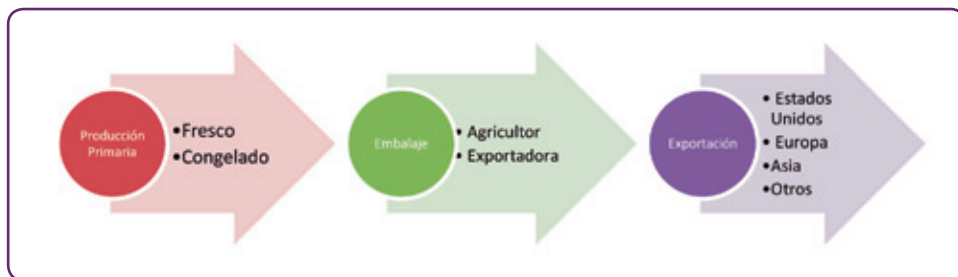 Producción
Primaria
•Fresco
•Congelado
Embalaje
• Agricultor
• Exportadora
Exportación
• Estados
Unidos
• Europa
•Asia
•Otros